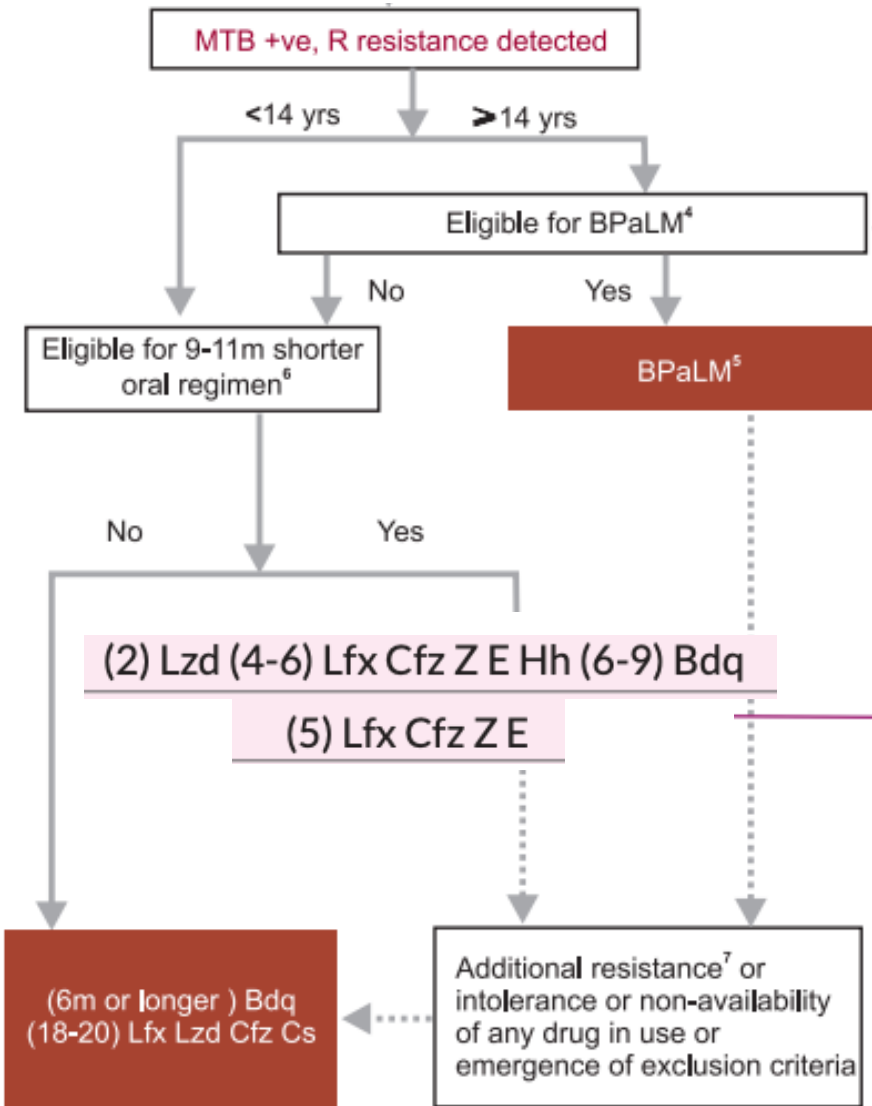 MTB +ve, R resistance detected
<14 yrs
≥14 yrs
Eligible for BPaLM⁴
No
Yes
Eligible for 9-11m shorter
oral regimen⁶
BPaLM⁵
No
Yes
(2) Lzd (4-6) Lfx Cfz Z E Hh (6-9) Bdq
(5) Lfx Cfz Z E
(6m or longer ) Bdq
(18-20) Lfx Lzd Cfz Cs
Additional resistance⁷ or
intolerance or non-availability
of any drug in use or
emergence of exclusion criteria